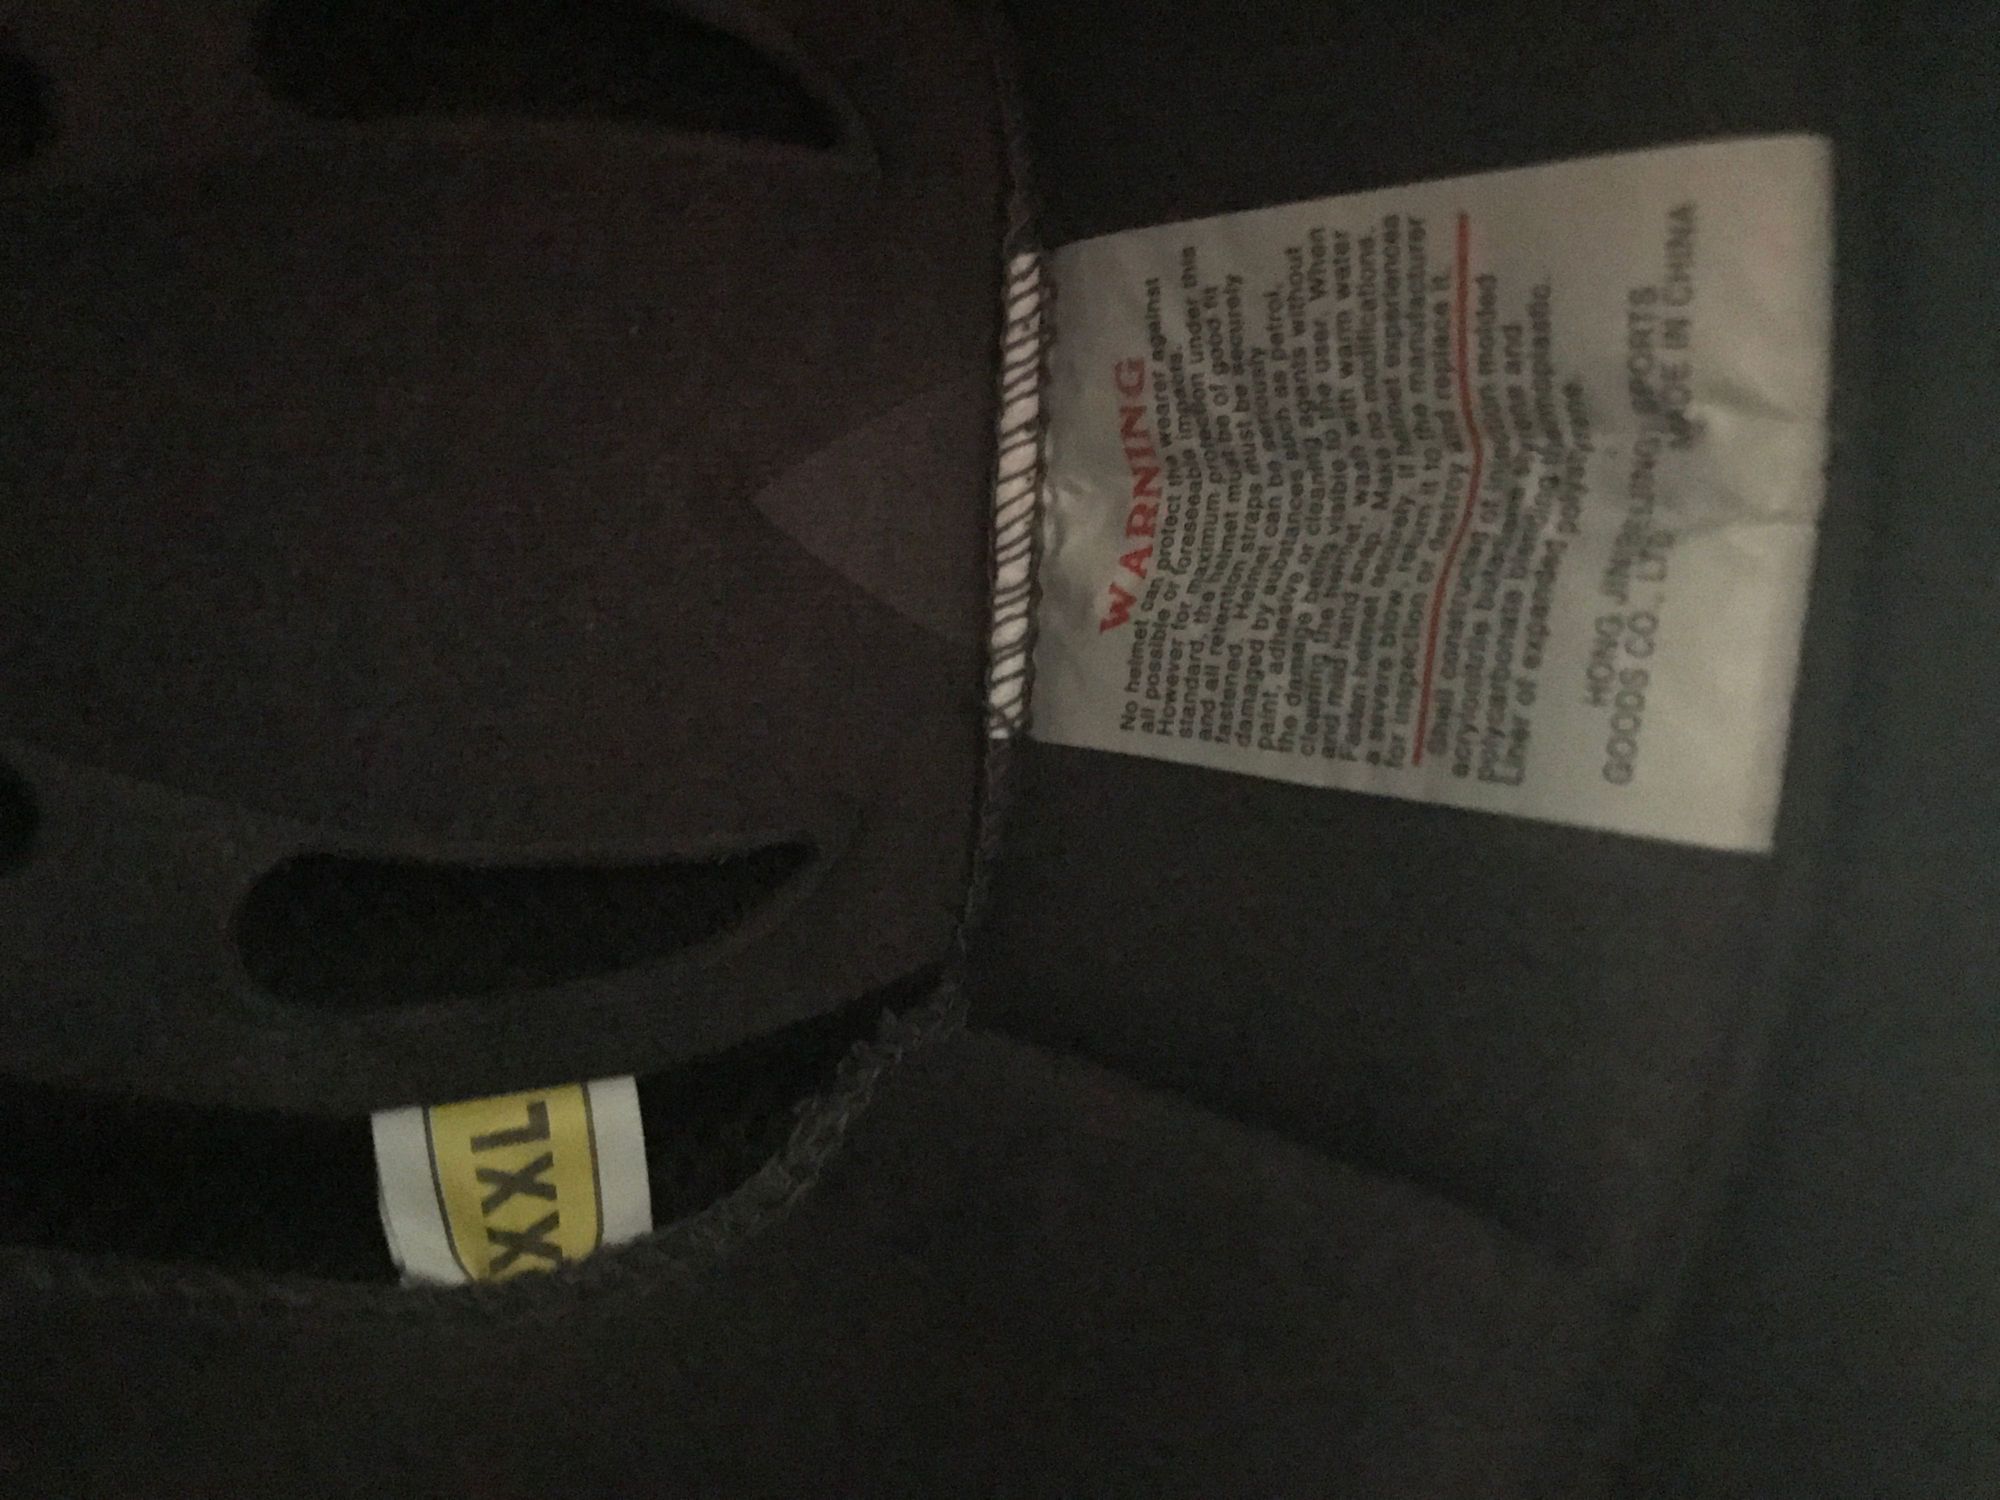 WARNING
No helmet can protect the wearer against
all possible or foreseeable impacts.
However for maximum protection under this
standard, the helmet must be of good fit
and all retention straps must be securely
fastened. Helmet can be seriously
damaged by substances such as petrol,
paint, adhesive or cleaning agents without
the damage being visible to the user. When
cleaning the helmet, wash with warm water
and mild hand soap. Make no modifications.
Fasten helmet securely. If helmet experiences
a severe blow, return it to the manufacturer
for inspection or destroy and replace it.
Shell constructed of injection molded
acrylonitrile butadiene styrene and
polycarbonate blending thermoplastic.
Liner of expanded polystyrene.
HONG JING LING SPORTS
GOODS CO., LTD MADE IN CHINA
XXL